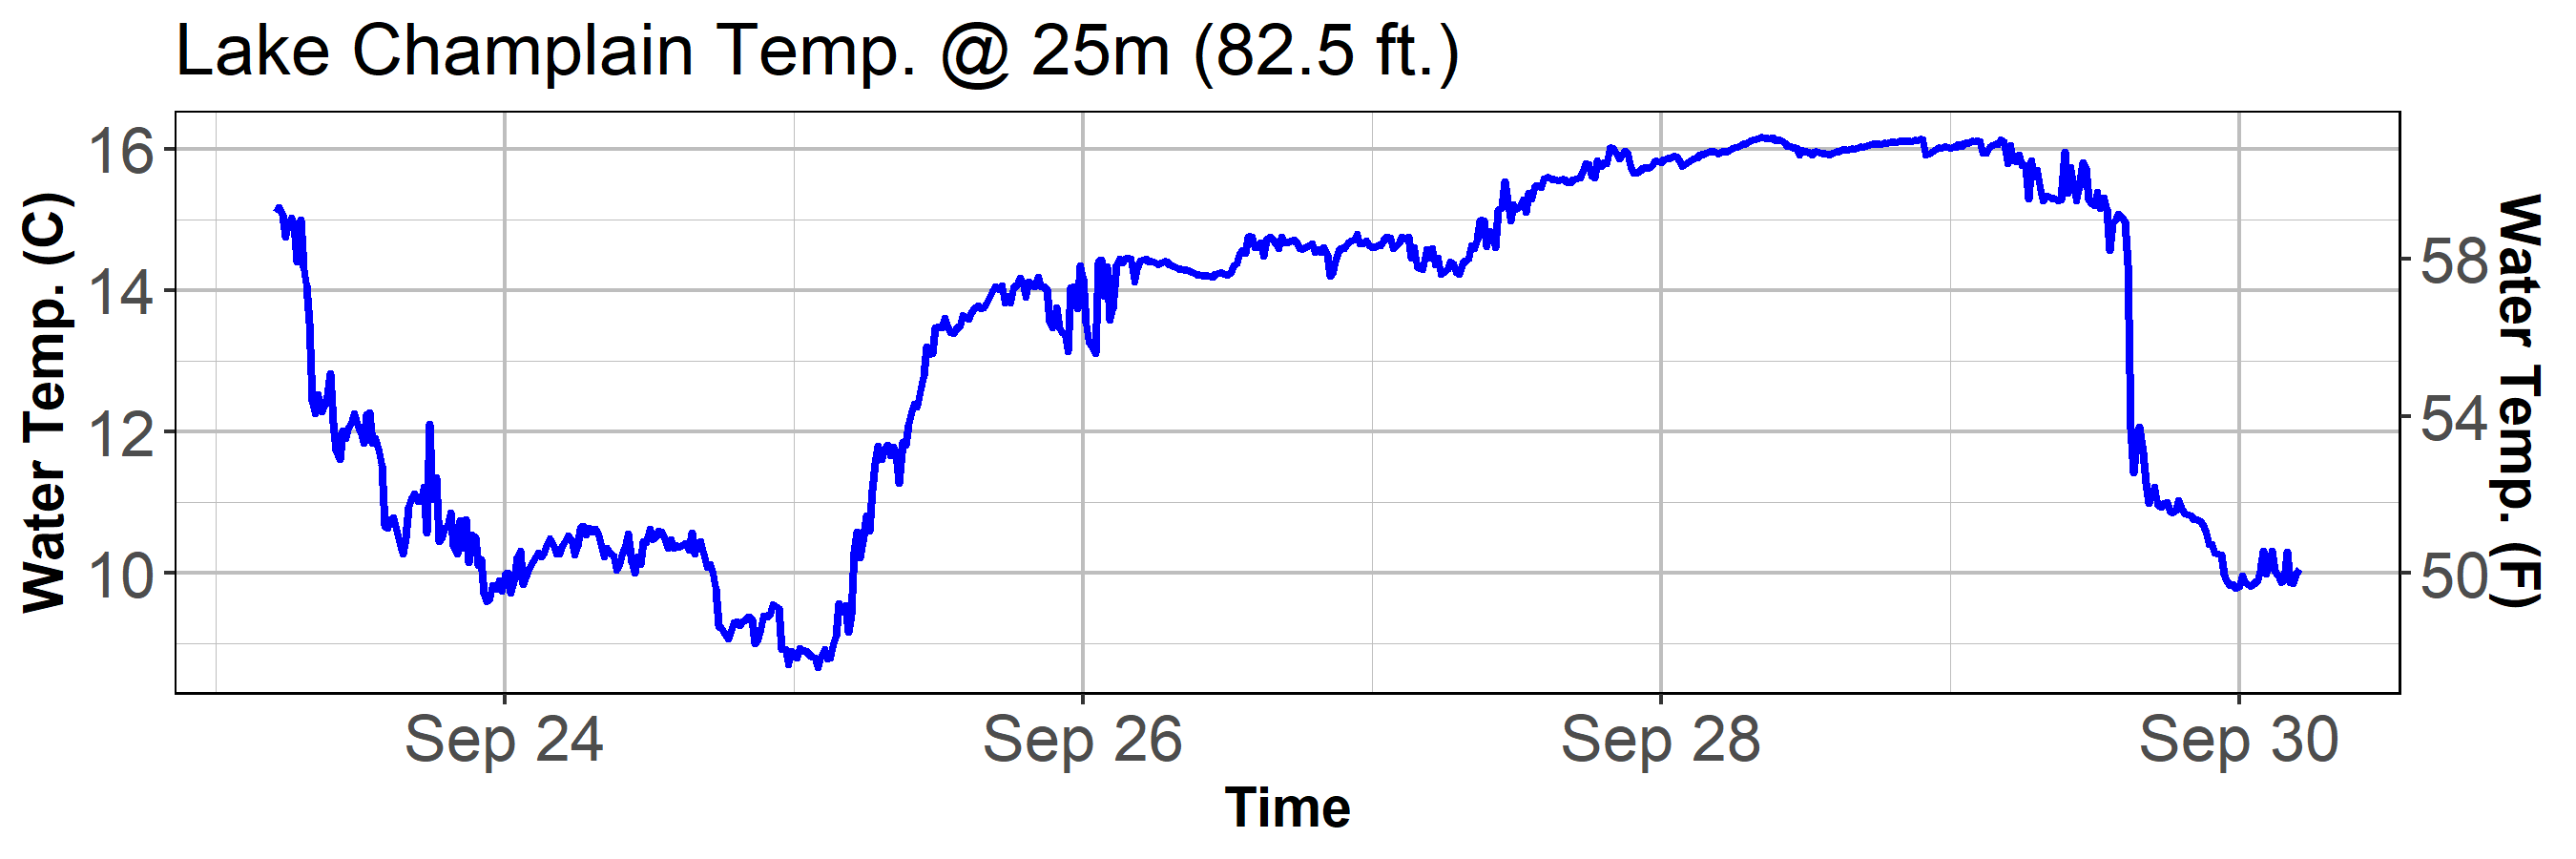 Lake Champlain Temp. @ 25m (82.5 ft.)
Water Temp. (C)
16
14
12
10
Water Temp. (F)
58
54
50
Sep 24
Sep 26
Sep 28
Sep 30
Time